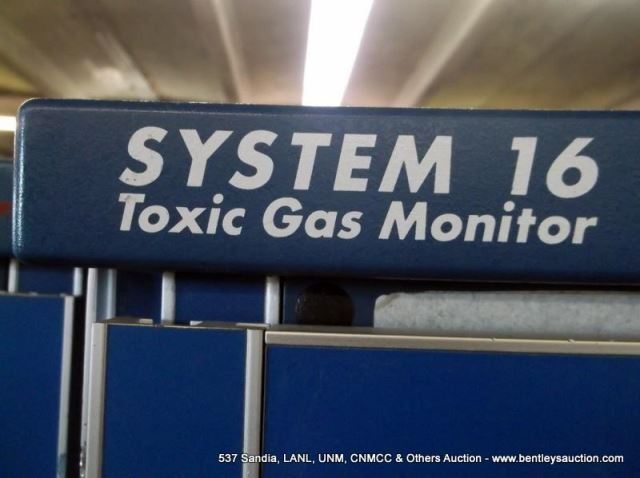 SYSTEM 16
Toxic Gas Monitor
537 Sandia, LANL, UNM, CNMCC & Others Auction - www.bentleysauction.com